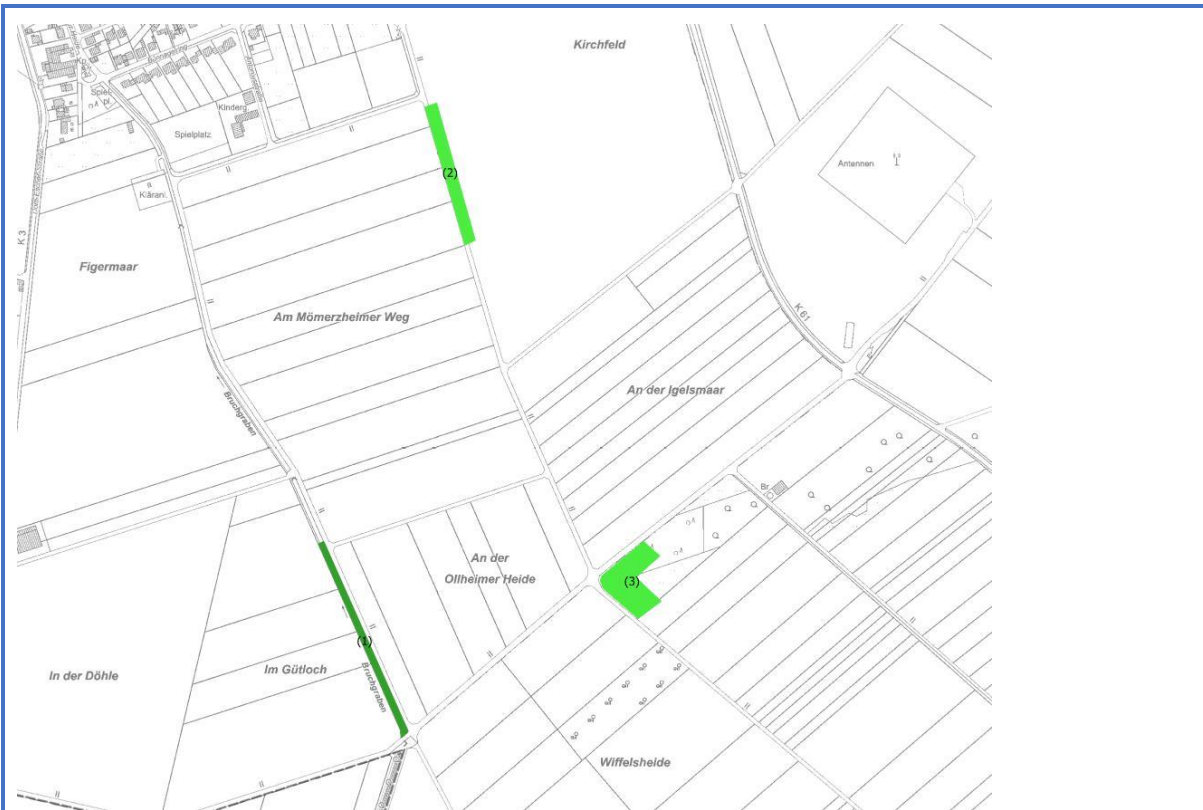 Kirchfeld
Spielplatz
Kinderg.
Antennen
(2)
Kläranl.
K 3
Figermaar
Am Mömerzheimer Weg
K 61
An der Igelsmaar
Bruchgraben
Br.
An der
Ollheimer Heide
(3)
(1)
In der Döhle
Im Gütloch
Bruchgraben
Wiffelsheide